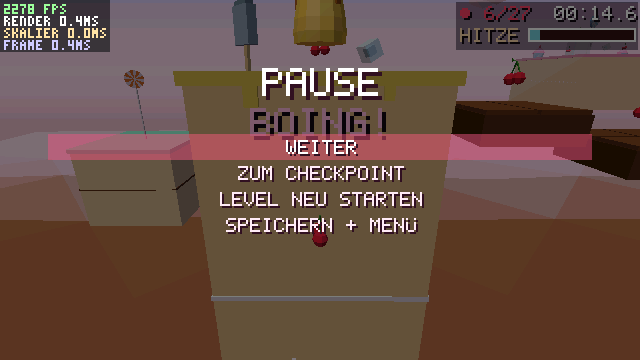 2278 FPS
RENDER 0.4MS
SKALIER 0.0MS
FRAME 0.4MS
6/27 00:14.6
HITZE
PAUSE
BOING!
WEITER
ZUM CHECKPOINT
LEVEL NEU STARTEN
SPEICHERN + MENü